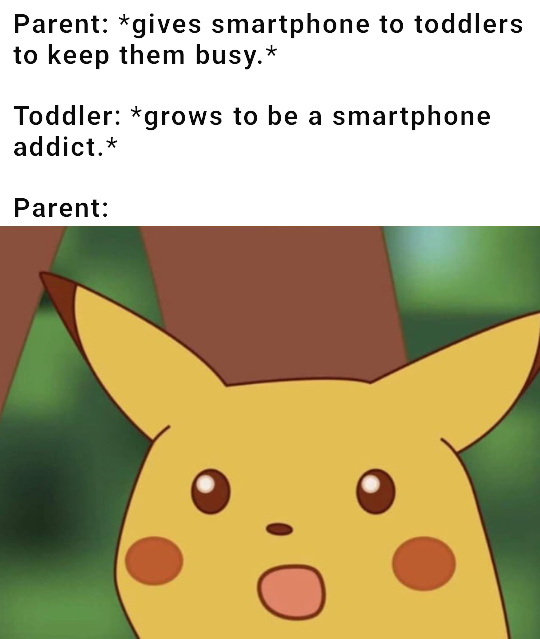 Parent: *gives smartphone to toddlers
to keep them busy.*
Toddler: *grows to be a smartphone
addict.*
Parent: